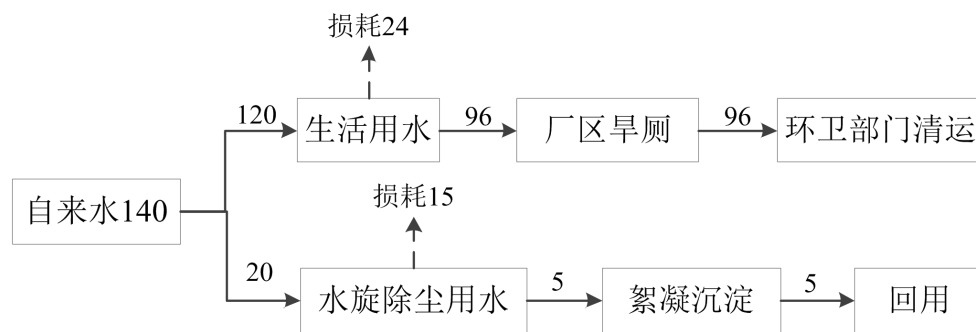 损耗24
120
生活用水
96
厂区旱厕
96
环卫部门清运
自来水140
损耗15
20
水旋除尘用水
5
絮凝沉淀
5
回用